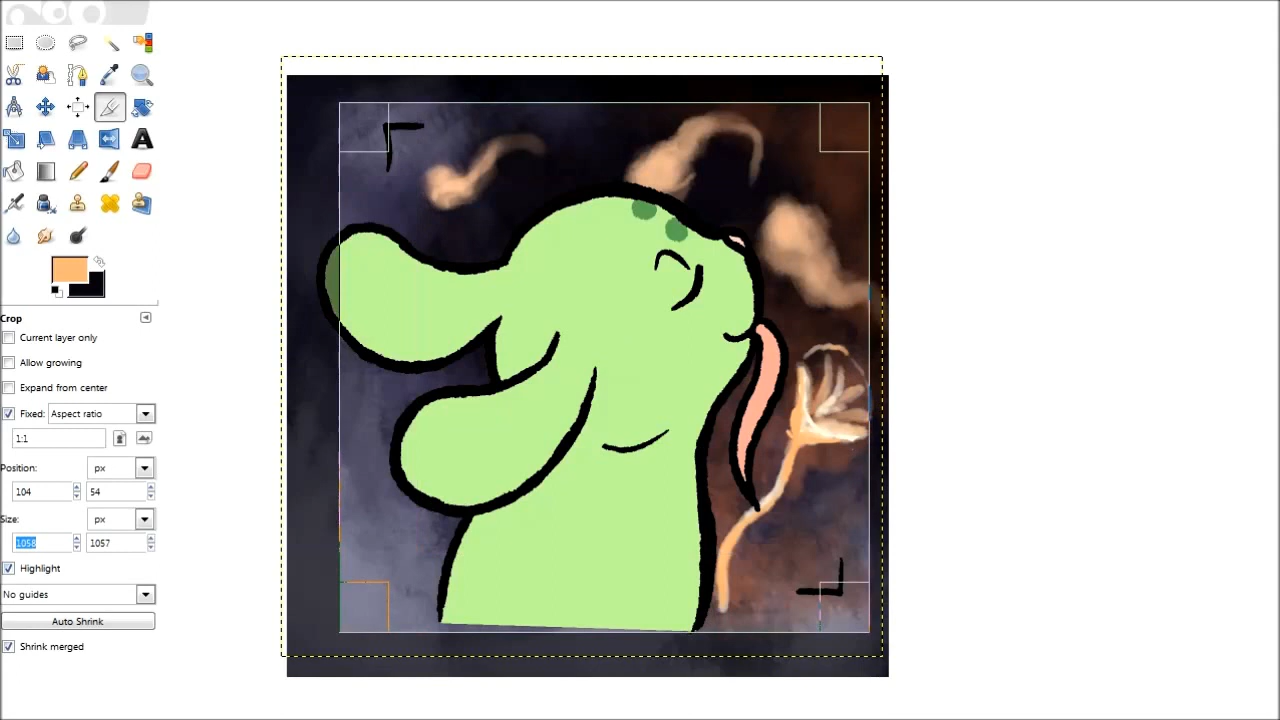 Crop
Current layer only
Allow growing
Expand from center
Fixed: Aspect ratio
1:1
Position: px
104 54
Size: px
1058 1057
Highlight
No guides
Auto Shrink
Shrink merged